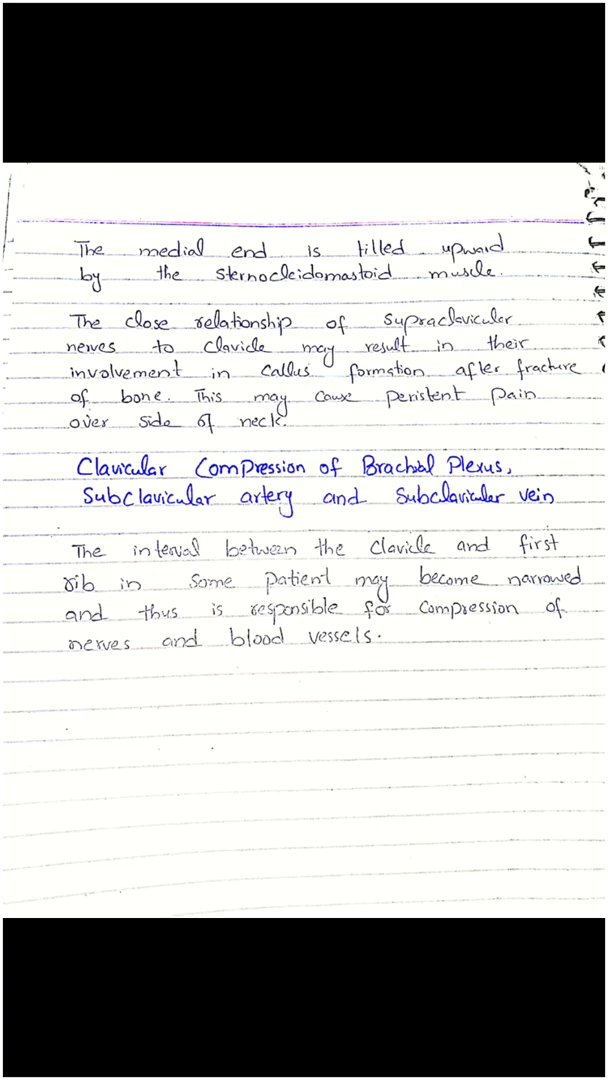 The medial end is tilled upward
by the sternocleidomastoid muscle.
The close relationship of supraclavicular
nerves to clavicle may result in their
involvement in callus formation after fracture
of bone. This may cause peristent pain
over side of neck.
Clavicular Compression of Brachial Plexus,
Subclavicular artery and Subclavicular vein
The interval between the clavicle and first
rib in some patient may become narrowed
and thus is responsible for compression of
nerves and blood vessels.